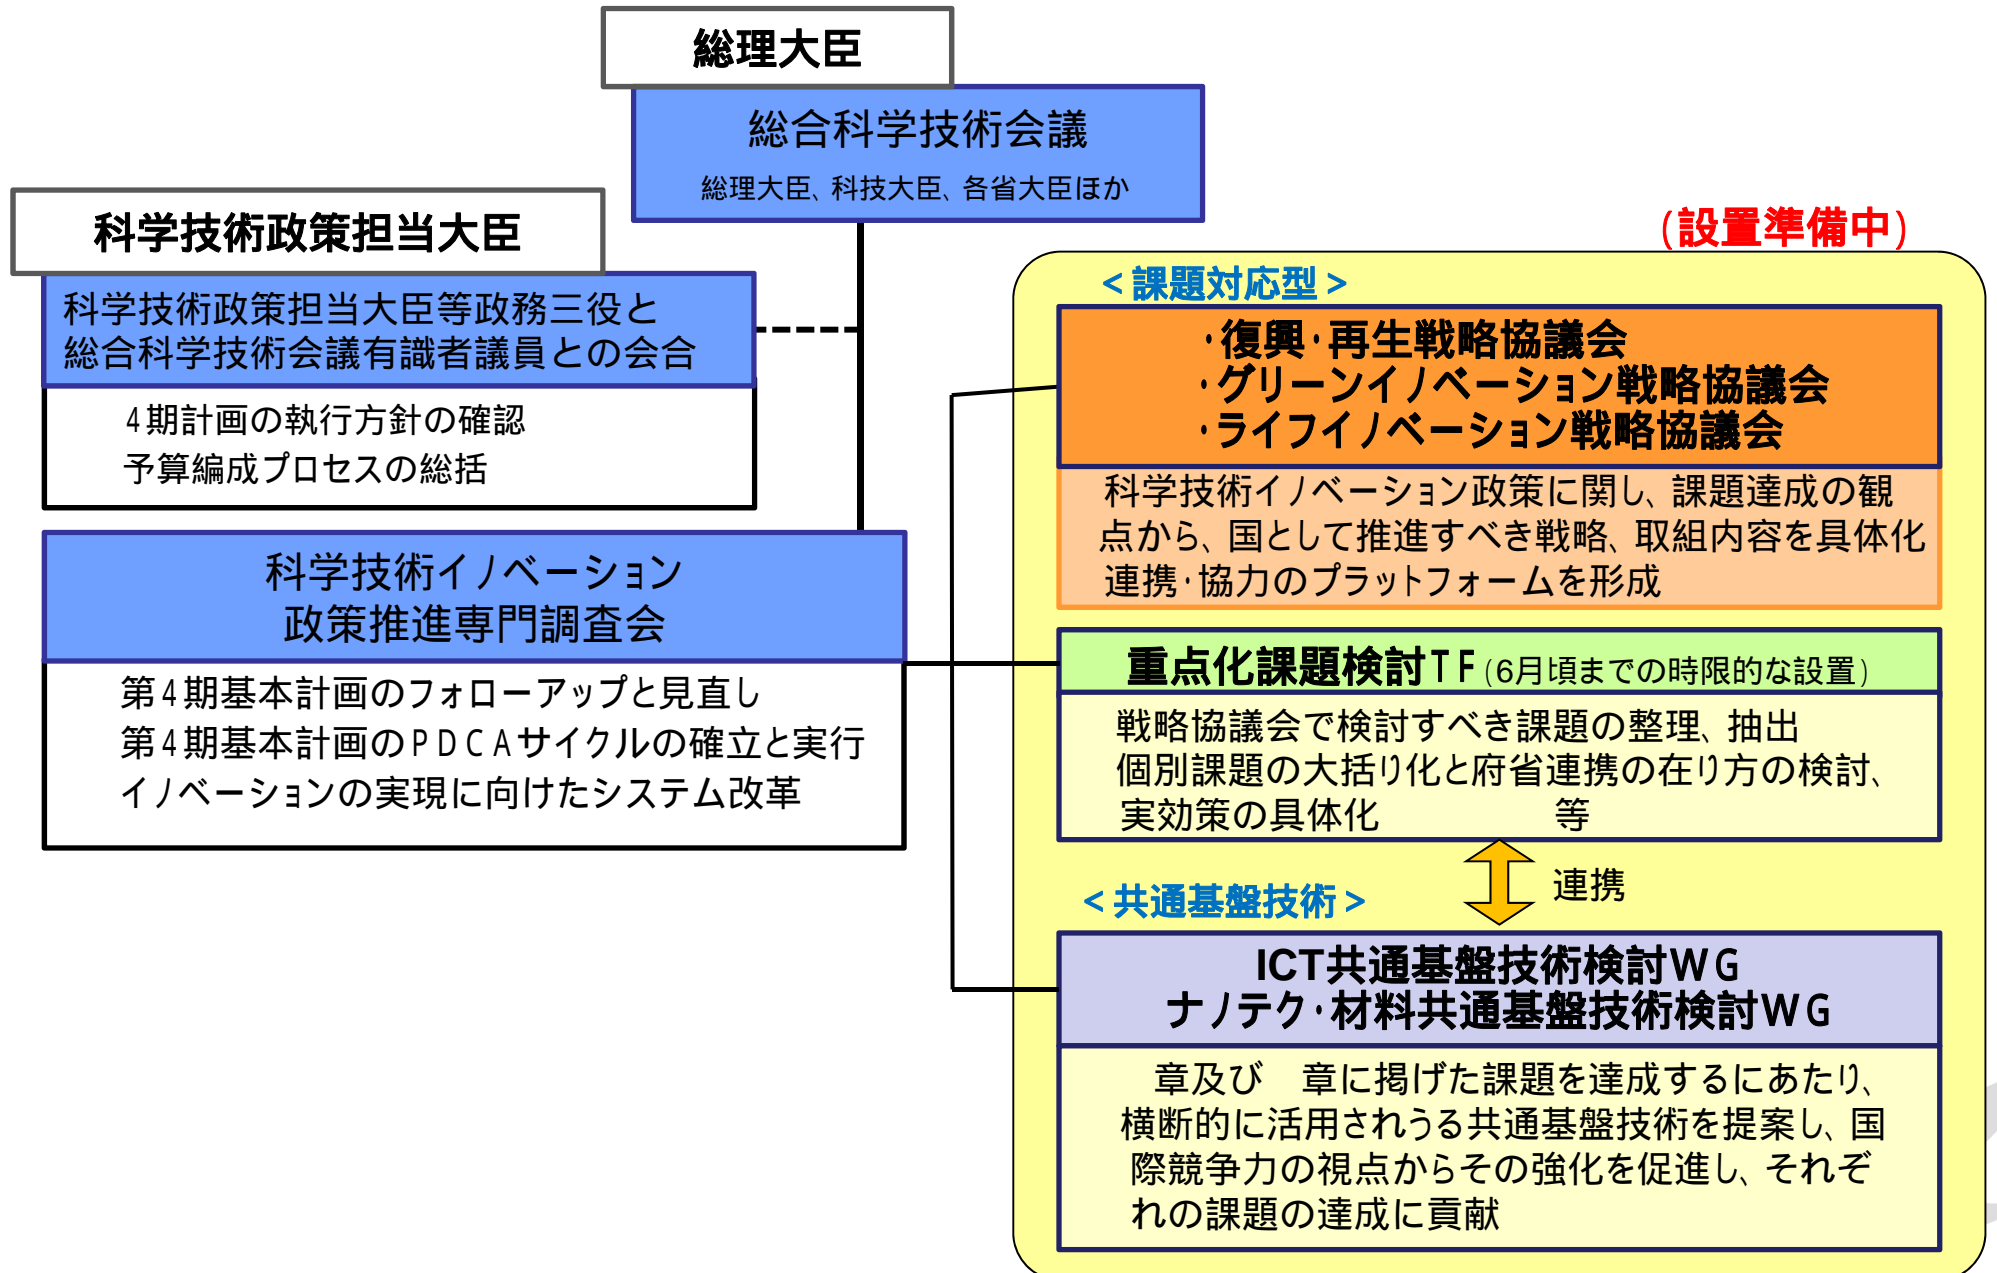 総理大臣
総合科学技術会議
総理大臣、科技大臣、各省大臣ほか
科学技術政策担当大臣
科学技術政策担当大臣等政務三役と
総合科学技術会議有識者議員との会合
4期計画の執行方針の確認
予算編成プロセスの総括
科学技術イノベーション
政策推進専門調査会
第4期基本計画のフォローアップと見直し
第4期基本計画のPDCAサイクルの確立と実行
イノベーションの実現に向けたシステム改革
(設置準備中)
<課題対応型>
・復興・再生戦略協議会
・グリーンイノベーション戦略協議会
・ライフイノベーション戦略協議会
科学技術イノベーション政策に関し、課題達成の観
点から、国として推進すべき戦略、取組内容を具体化
連携・協力のプラットフォームを形成
重点化課題検討TF(6月頃までの時限的な設置)
戦略協議会で検討すべき課題の整理、抽出
個別課題の大括り化と府省連携の在り方の検討、
実効策の具体化 等
連携
<共通基盤技術>
ICT共通基盤技術検討WG
ナノテク・材料共通基盤技術検討WG
章及び 章に掲げた課題を達成するにあたり、
横断的に活用されうる共通基盤技術を提案し、国
際競争力の視点からその強化を促進し、それぞ
れの課題の達成に貢献